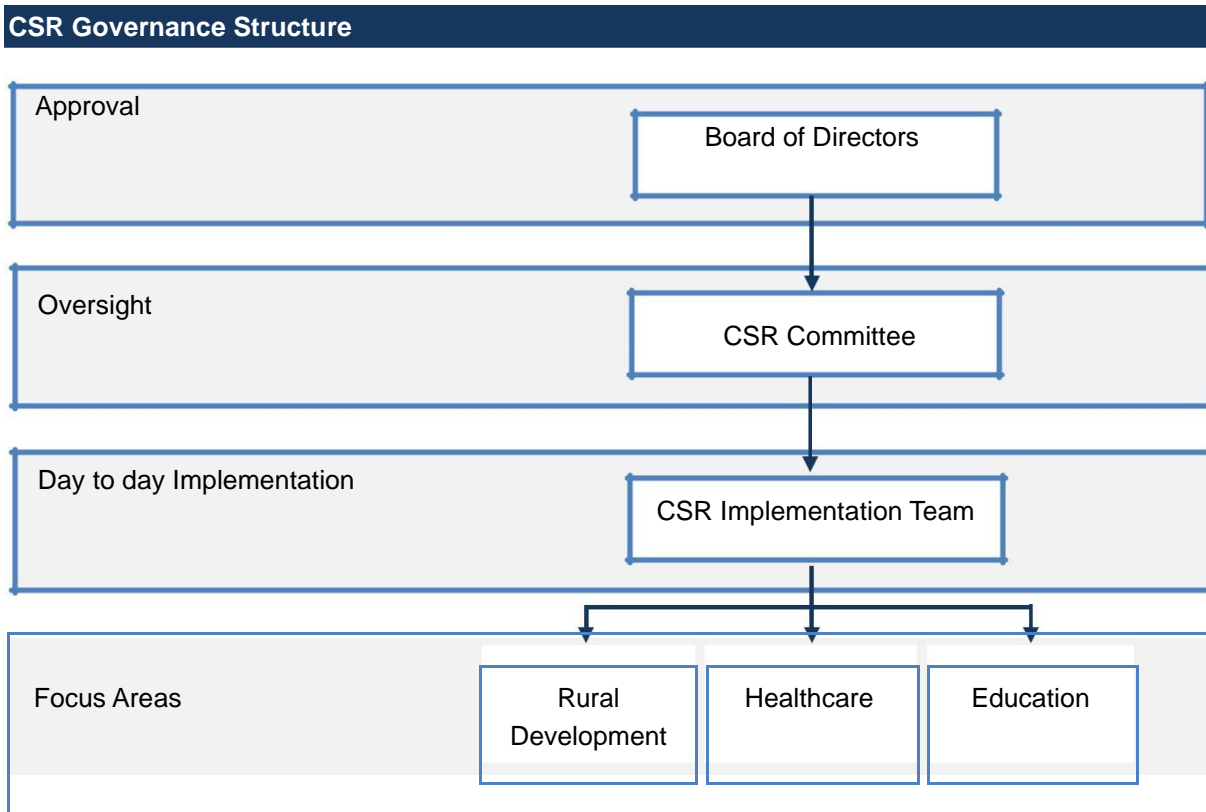 CSR Governance Structure
Approval
Board of Directors
Oversight
CSR Committee
Day to day Implementation
CSR Implementation Team
Focus Areas
Rural
Development
Healthcare
Education